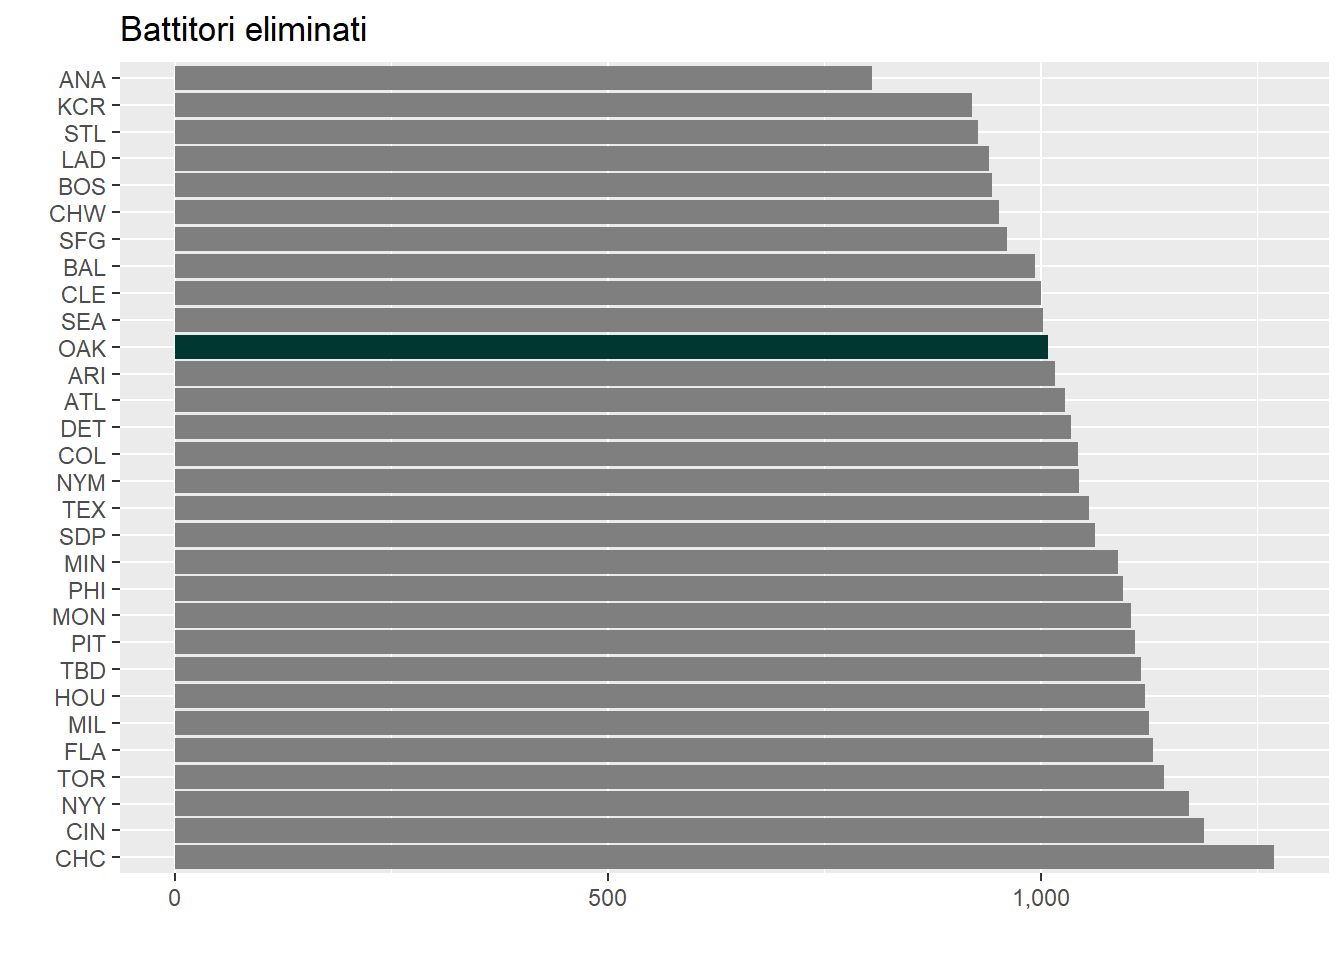 Battitori eliminati
ANA
KCR
STL
LAD
BOS
CHW
SFG
BAL
CLE
SEA
OAK
ARI
ATL
DET
COL
NYM
TEX
SDP
MIN
PHI
MON
PIT
TBD
HOU
MIL
FLA
TOR
NYY
CIN
CHC
0 500 1,000